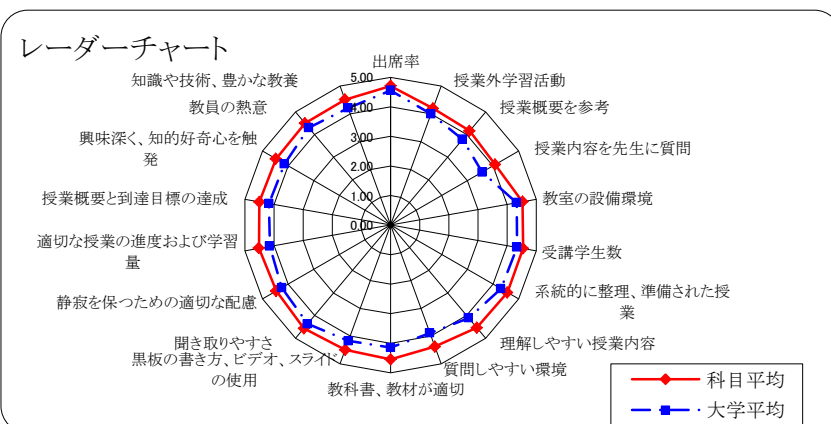 レーダーチャート
出席率
授業外学習活動
授業概要を参考
授業内容を先生に質問
教室の設備環境
受講学生数
系統的に整理、準備された授
業
理解しやすい授業内容
質問しやすい環境
教科書、教材が適切
黒板の書き方、ビデオ、スライド
の使用
聞き取りやすさ
静寂を保つための適切な配慮
適切な授業の進度および学習
量
授業概要と到達目標の達成
興味深く、知的好奇心を触
発
教員の熱意
知識や技術、豊かな教養
5.00
4.00
3.00
2.00
1.00
0.00
科目平均
大学平均